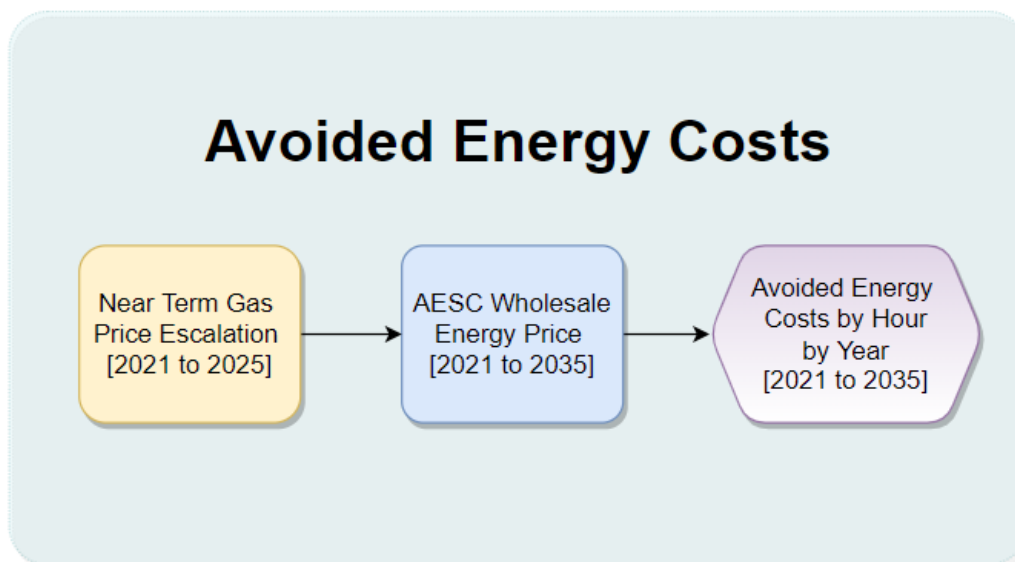 Avoided Energy Costs
Near Term Gas
Price Escalation
[2021 to 2025]
AESC Wholesale
Energy Price
[2021 to 2035]
Avoided Energy
Costs by Hour
by Year
[2021 to 2035]